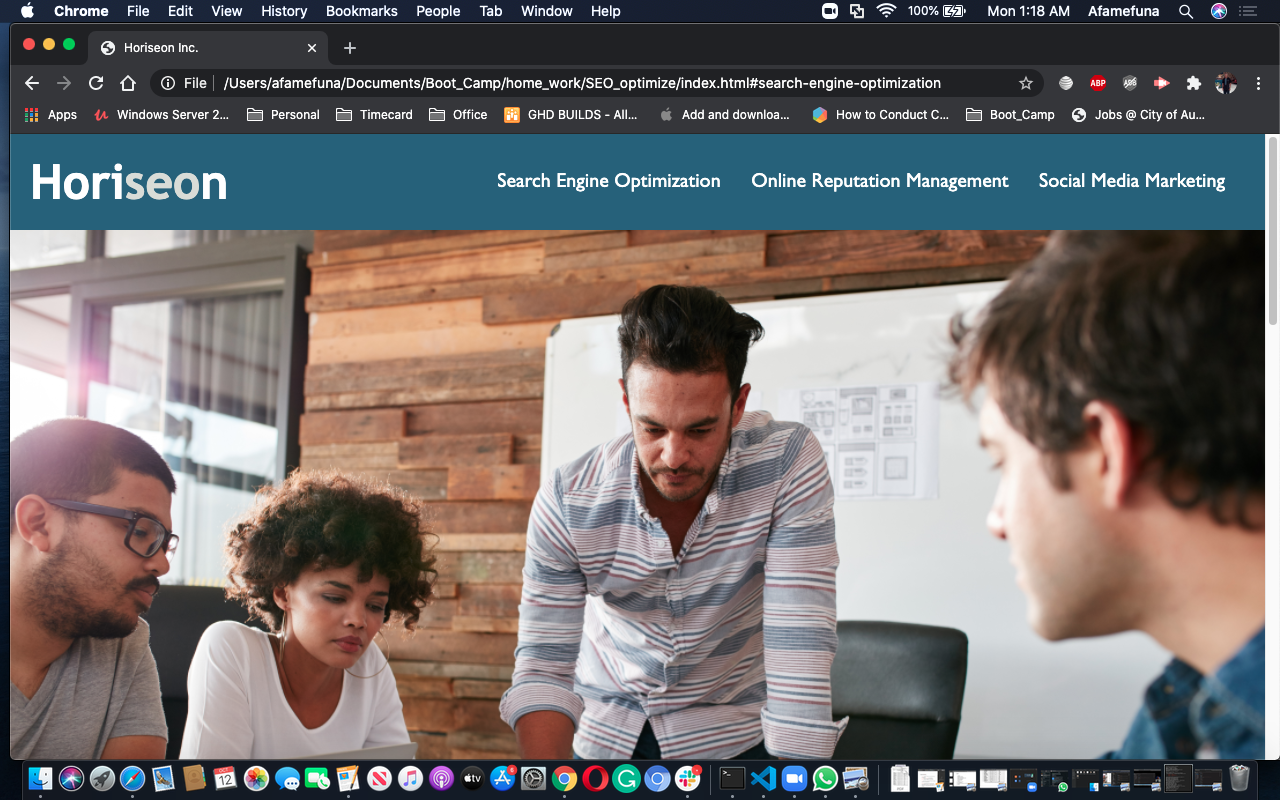 Chrome File Edit View History Bookmarks People Tab Window Help 100% Mon 1:18 AM Afamefuna
Horiseon Inc.
File /Users/afamefuna/Documents/Boot_Camp/home_work/SEO_optimize/index.html#search-engine-optimization ABP
Apps Windows Server 2... Personal Timecard Office GHD BUILDS - All... Add and downloa... How to Conduct C... Boot_Camp Jobs @ City of Au...
Horiseon Search Engine Optimization Online Reputation Management Social Media Marketing
12 tv